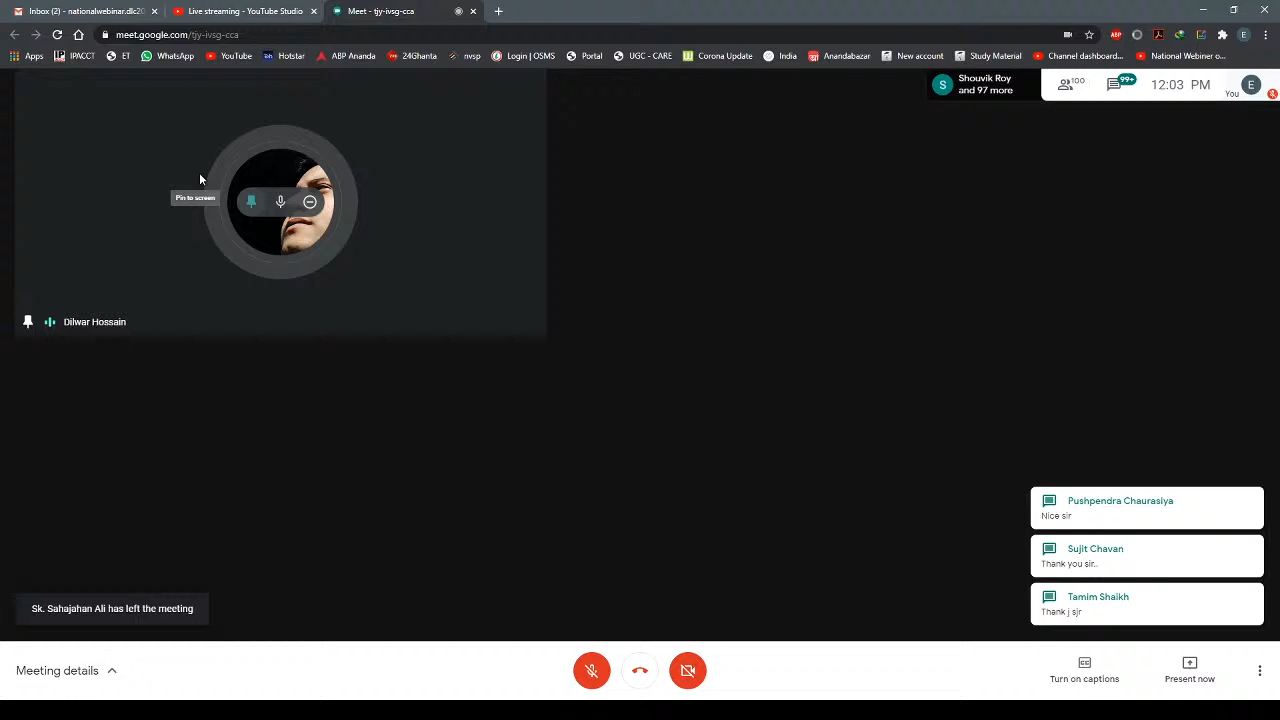 Inbox (2) - nationalwebinar.dlc20
Live streaming - YouTube Studio
Meet - tjy-ivsg-cca
meet.google.com/tjy-ivsg-cca
Apps IPACCT ET WhatsApp YouTube Hotstar ABP Ananda 24Ghanta nvsp Login | OSMS Portal UGC - CARE Corona Update India Anandabazar New account Study Material Channel dashboard... National Webiner o...
Shouvik Roy
and 97 more
100
99+
12:03 PM
You
E
S
Pin to screen
Dilwar Hossain
Pushpendra Chaurasiya
Nice sir
Sujit Chavan
Thank you sir..
Tamim Shaikh
Thank j sjr
Sk. Sahajahan Ali has left the meeting
Meeting details
Turn on captions
Present now